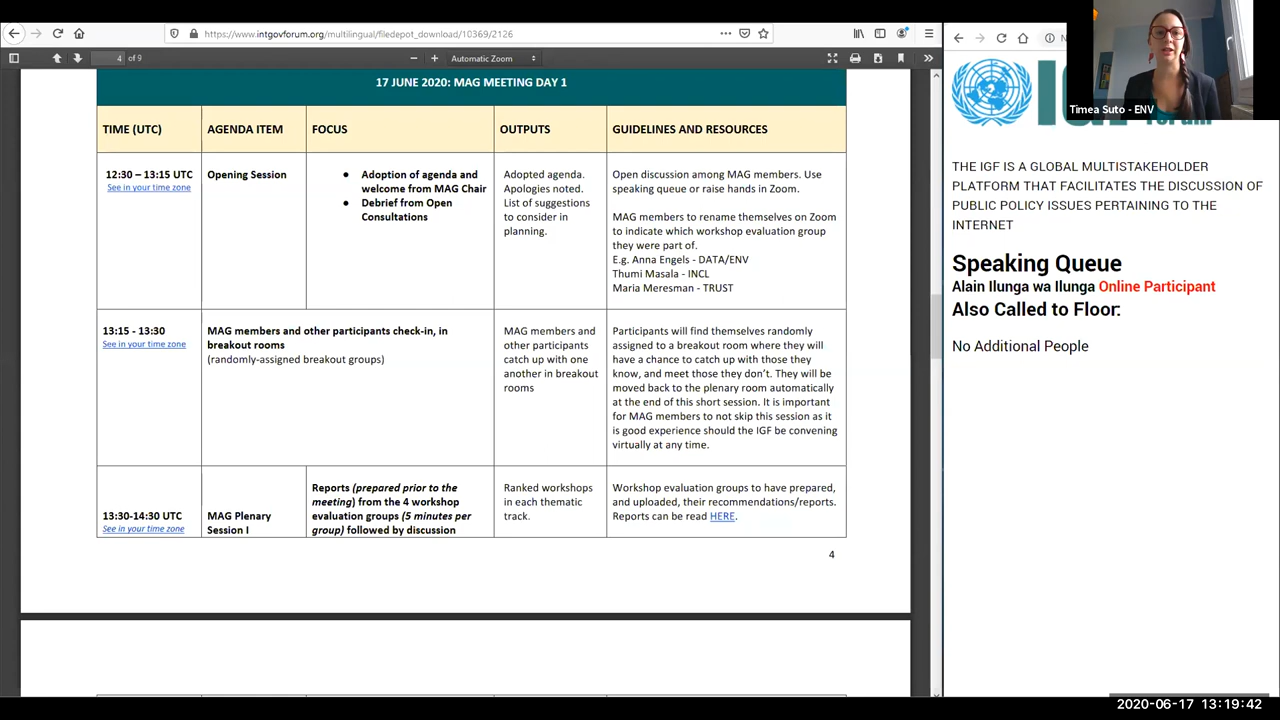 https://www.intgovforum.org/multilingual/filedepot_download/10369/2126
4 of 9
Automatic Zoom
17 JUNE 2020: MAG MEETING DAY 1
TIME (UTC) AGENDA ITEM FOCUS OUTPUTS GUIDELINES AND RESOURCES
12:30 – 13:15 UTC
See in your time zone
Opening Session
● Adoption of agenda and
welcome from MAG Chair
● Debrief from Open
Consultations
Adopted agenda.
Apologies noted.
List of suggestions
to consider in
planning.
Open discussion among MAG members. Use
speaking queue or raise hands in Zoom.
MAG members to rename themselves on Zoom
to indicate which workshop evaluation group
they were part of.
E.g. Anna Engels - DATA/ENV
Thumi Masala - INCL
Maria Meresman - TRUST
13:15 - 13:30
See in your time zone
MAG members and other participants check-in, in
breakout rooms
(randomly-assigned breakout groups)
MAG members and
other participants
catch up with one
another in breakout
rooms
Participants will find themselves randomly
assigned to a breakout room where they will
have a chance to catch up with those they
know, and meet those they don't. They will be
moved back to the plenary room automatically
at the end of this short session. It is important
for MAG members to not skip this session as it
is good experience should the IGF be convening
virtually at any time.
13:30-14:30 UTC
See in your time zone
MAG Plenary
Session I
Reports (prepared prior to the
meeting) from the 4 workshop
evaluation groups (5 minutes per
group) followed by discussion
Ranked workshops
in each thematic
track.
Workshop evaluation groups to have prepared,
and uploaded, their recommendations/reports.
Reports can be read HERE.
4
Timea Suto - ENV
THE IGF IS A GLOBAL MULTISTAKEHOLDER
PLATFORM THAT FACILITATES THE DISCUSSION OF
PUBLIC POLICY ISSUES PERTAINING TO THE
INTERNET
Speaking Queue
Alain Ilunga wa Ilunga Online Participant
Also Called to Floor:
No Additional People
2020-06-17 13:19:42